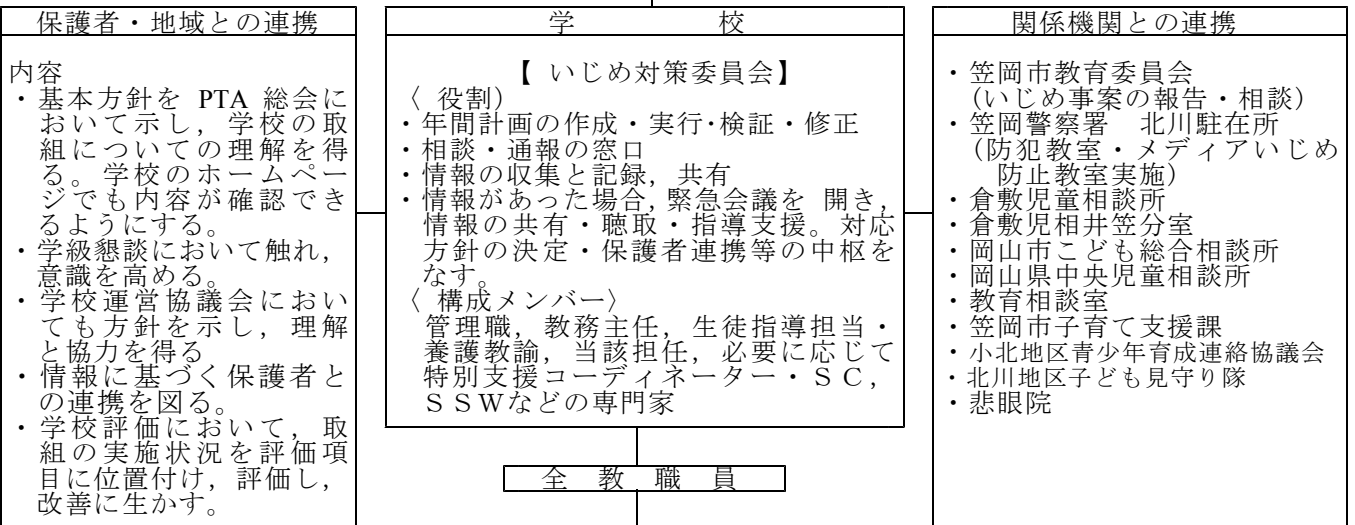 保護者・地域との連携
内容
・基本方針を PTA 総会に
おいて示し，学校の取
組についての理解を得
る。学校のホームペー
ジでも内容が確認でき
るようにする。
・学級懇談において触れ，
意識を高める。
・学校運営協議会におい
ても方針を示し，理解
と協力を得る
・情報に基づく保護者と
の連携を図る。
・学校評価において，取
組の実施状況を評価項
目に位置付け，評価し，
改善に生かす。
学　　　　　校
【 いじめ対策委員会】
〈 役割）
・年間計画の作成・実行・検証・修正
・相談・通報の窓口
・情報の収集と記録，共有
・情報があった場合，緊急会議を 開き，
情報の共有・聴取・指導支援。対応
方針の決定・保護者連携等の中枢を
なす。
〈 構成メンバー〉
管理職，教務主任，生徒指導担当・
養護教諭，当該担任，必要に応じて
特別支援コーディネーター・ＳＣ，
ＳＳＷなどの専門家
全　教　職　員
関係機関との連携
・笠岡市教育委員会
（いじめ事案の報告・相談）
・笠岡警察署　北川駐在所
（防犯教室・メディアいじめ
防止教室実施）
・倉敷児童相談所
・倉敷児相井笠分室
・岡山市こども総合相談所
・岡山県中央児童相談所
・教育相談室
・笠岡市子育て支援課
・小北地区青少年育成連絡協議会
・北川地区子ども見守り隊
・悲眼院